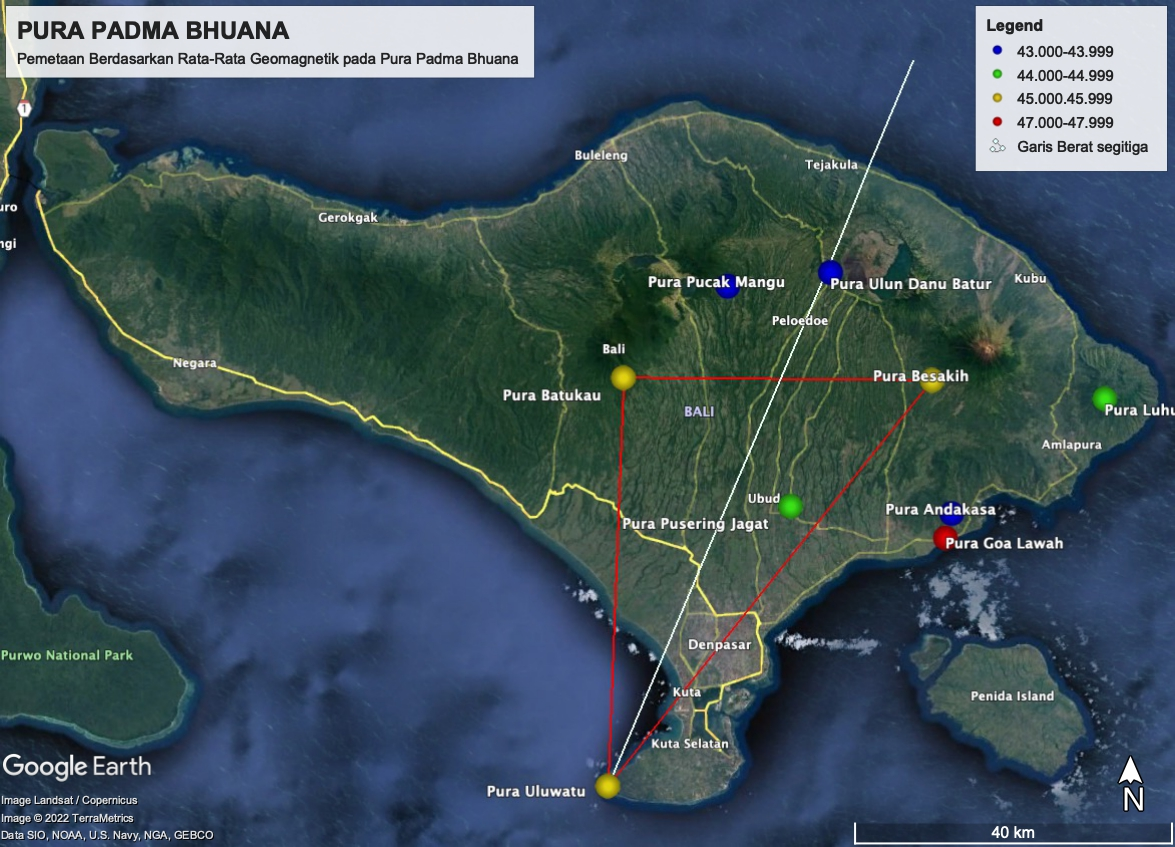 PURA PADMA BHUANA
Pemetaan Berdasarkan Rata-Rata Geomagnetik pada Pura Padma Bhuana
Legend
43.000-43.999
44.000-44.999
45.000.45.999
47.000-47.999
Garis Berat segitiga
1
uro
ngi
Buleleng
Tejakula
Gerokgak
Pura Pucak Mangu
Pura Ulun Danu Batur
Kubu
Peloedoe
Bali
Negara
Pura Besakih
Pura Batukau
BALI
Pura Luhu
Amlapura
Ubud
Pura Andakasa
Pura Pusering Jagat
Pura Goa Lawah
Denpasar
Purwo National Park
Kuta
Penida Island
Kuta Selatan
Google Earth
Pura Uluwatu
Image Landsat / Copernicus
Image © 2022 TerraMetrics
Data SIO, NOAA, U.S. Navy, NGA, GEBCO
N
40 km